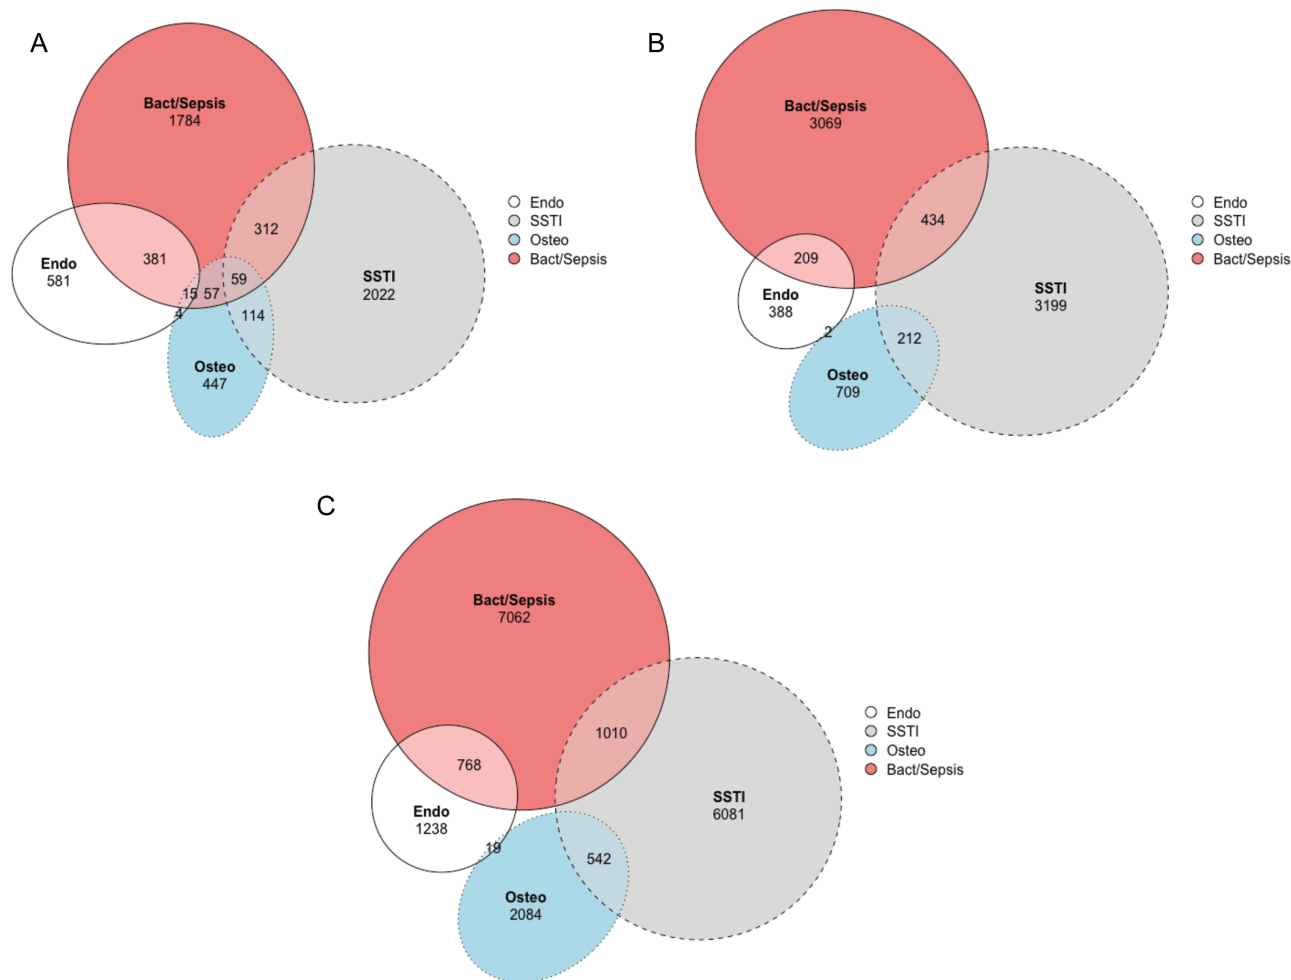 A
Bact/Sepsis
1784
312
381
Endo
581
59
15 57
4
114
SSTI
2022
Osteo
447
Endo
SSTI
Osteo
Bact/Sepsis
B
Bact/Sepsis
3069
434
209
Endo
388
SSTI
3199
2
212
Osteo
709
Endo
SSTI
Osteo
Bact/Sepsis
C
Bact/Sepsis
7062
1010
768
Endo
1238
SSTI
6081
19
542
Osteo
2084
Endo
SSTI
Osteo
Bact/Sepsis